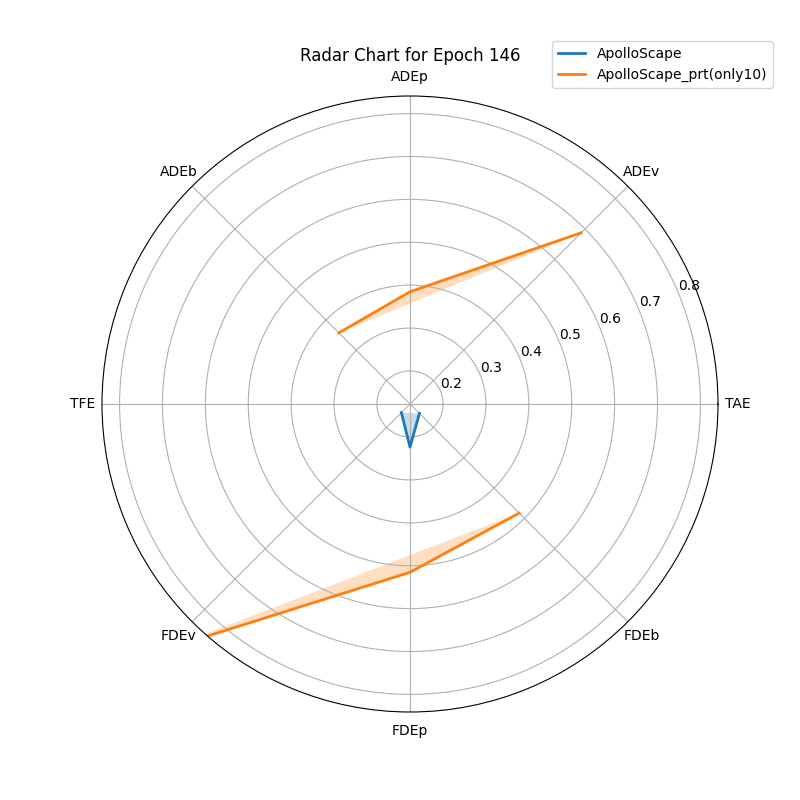 Radar Chart for Epoch 146
ApolloScape
ApolloScape_prt(only10)
ADEp
ADEb
ADEv
0.8
0.7
0.6
0.5
0.4
0.3
0.2
TFE
TAE
FDEv
FDEb
FDEp